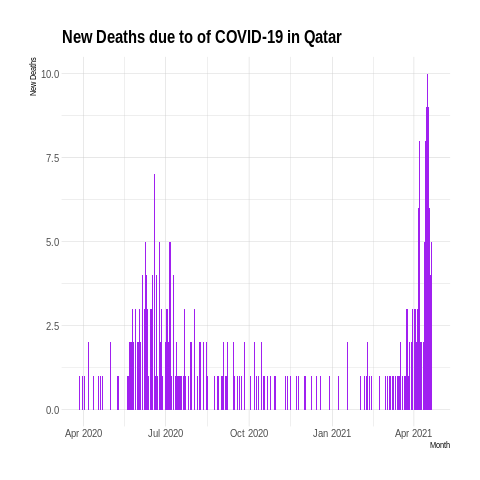 New Deaths due to of COVID-19 in Qatar
New Deaths
10.0
7.5
5.0
2.5
0.0
Apr 2020 Jul 2020 Oct 2020 Jan 2021 Apr 2021
Month